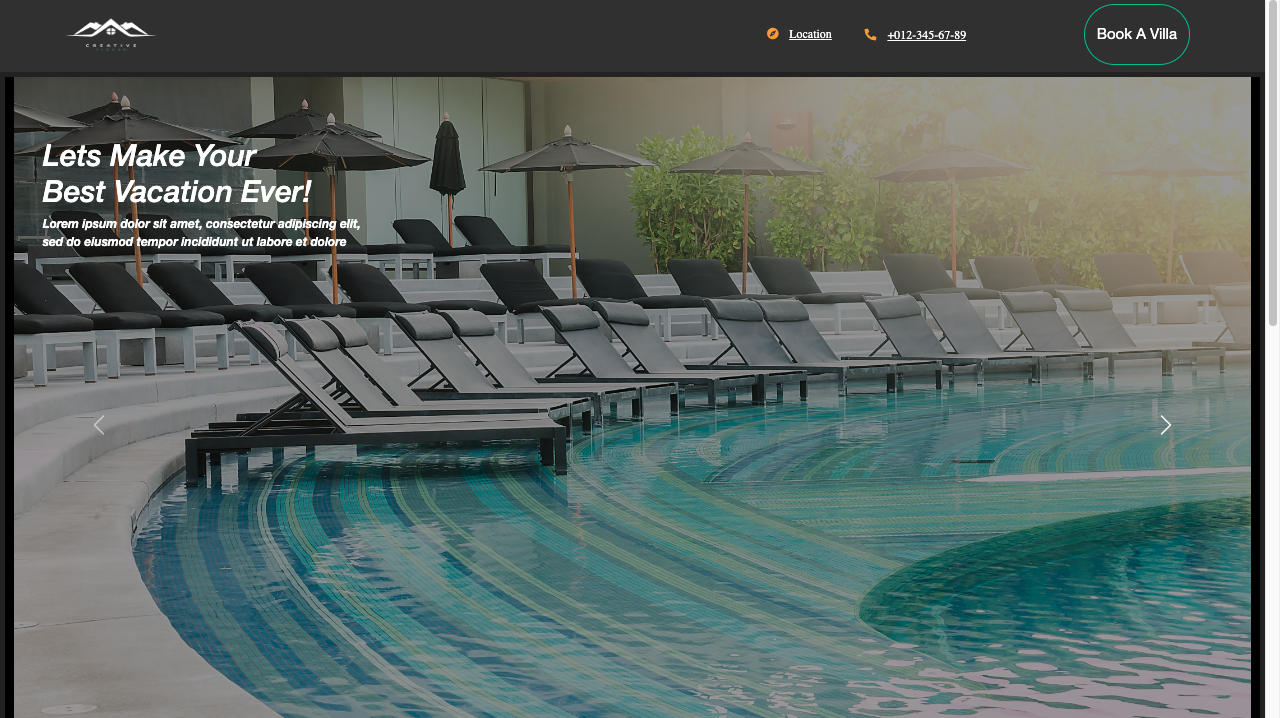 CREATIVE
Location
+012-345-67-89
Book A Villa
Lets Make Your
Best Vacation Ever!
Lorem ipsum dolor sit amet, consectetur adipiscing elit,
sed do eiusmod tempor incididunt ut labore et dolore